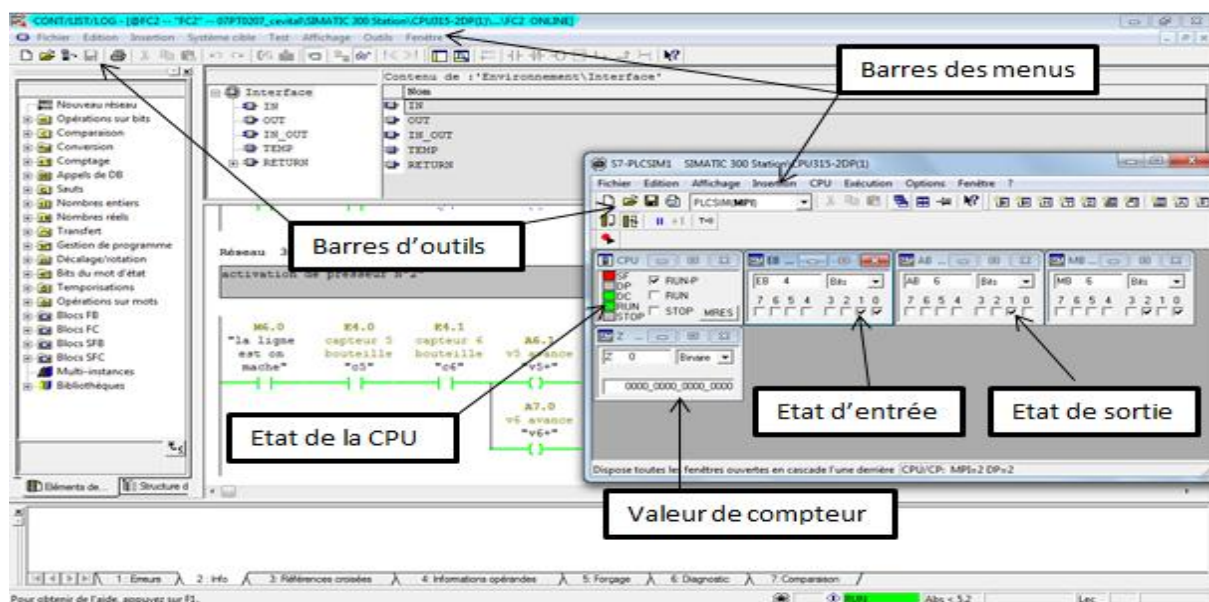 CONT/LIST/LOG - [@FC2 -- "FC2" -- 07PT0207_cevital\SIMATIC 300 Station\CPU315-2DP(1)\...\FC2 ONLINE]
Fichier Edition Insertion Système cible Test Affichage Outils Fenêtre
Barres des menus
Contenu de :'Environnement\Interface'
Interface
IN
OUT
IN_OUT
TEMP
RETURN
Nom
IN
OUT
IN_OUT
TEMP
RETURN
Nouveau réseau
Opérations sur bits
Comparaison
Conversion
Comptage
Appels de DB
Sauts
Nombres entiers
Nombres réels
Transfert
Gestion de programme
Décalage/rotation
Bits du mot d'état
Temporisations
Opérations sur mots
Blocs FB
Blocs FC
Blocs SFB
Blocs SFC
Multi-instances
Bibliothèques
Eléments de...
Structure d
Barres d'outils
Réseau 3
activation de presseur N°2
M6.0
"la ligne
est on
mache"
E4.0
capteur 5
bouteille
"c5"
E4.1
capteur 6
bouteille
"c6"
A6.1
v5 avance
"v5+"
A7.0
v6 avance
"v6+"
Etat de la CPU
S7-PLCSIM1 SIMATIC 300 Station\CPU315-2DP(1)
Fichier Edition Affichage Insertion CPU Exécution Options Fenêtre ?
PLCSIM(MPI)
+1 T=0
CPU
SF
DP
DC
RUN
STOP
RUN-P
RUN
STOP
MRES
EB ...
EB 4 Bits
7 6 5 4 3 2 1 0
AB ...
AB 6 Bits
7 6 5 4 3 2 1 0
MB ...
MB 6 Bits
7 6 5 4 3 2 1 0
Z ...
Z 0 Binaire
0000_0000_0000_0000
Etat d'entrée
Etat de sortie
Dispose toutes les fenêtres ouvertes en cascade l'une derrière
CPU/CP: MPI=2 DP=2
Valeur de compteur
1: Erreurs
2: Info
3: Références croisées
4: Informations opérandes
5: Forçage
6: Diagnostic
7: Comparaison
Pour obtenir de l'aide, appuyez sur F1.
RUN
Abs < 5.2
Lec